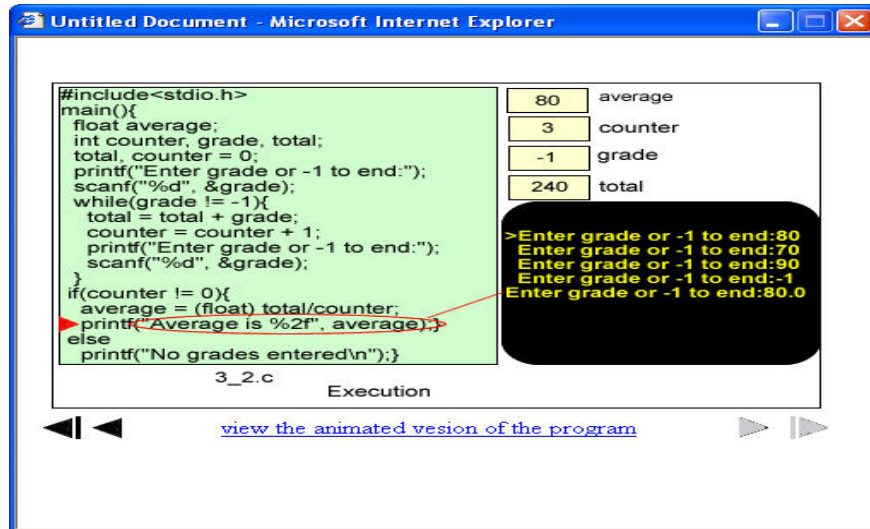 Untitled Document - Microsoft Internet Explorer
#include<stdio.h>
main(){
float average;
int counter, grade, total;
total, counter = 0;
printf("Enter grade or -1 to end:");
scanf("%d", &grade);
while(grade != -1){
total = total + grade;
counter = counter + 1;
printf("Enter grade or -1 to end:");
scanf("%d", &grade);
}
if(counter != 0){
average = (float) total/counter;
printf("Average is %2f", average);}
else
printf("No grades entered\n");}
80 average
3 counter
-1 grade
240 total
>Enter grade or -1 to end:80
Enter grade or -1 to end:70
Enter grade or -1 to end:90
Enter grade or -1 to end:-1
Enter grade or -1 to end:80.0
3_2.c
Execution
view the animated vesion of the program